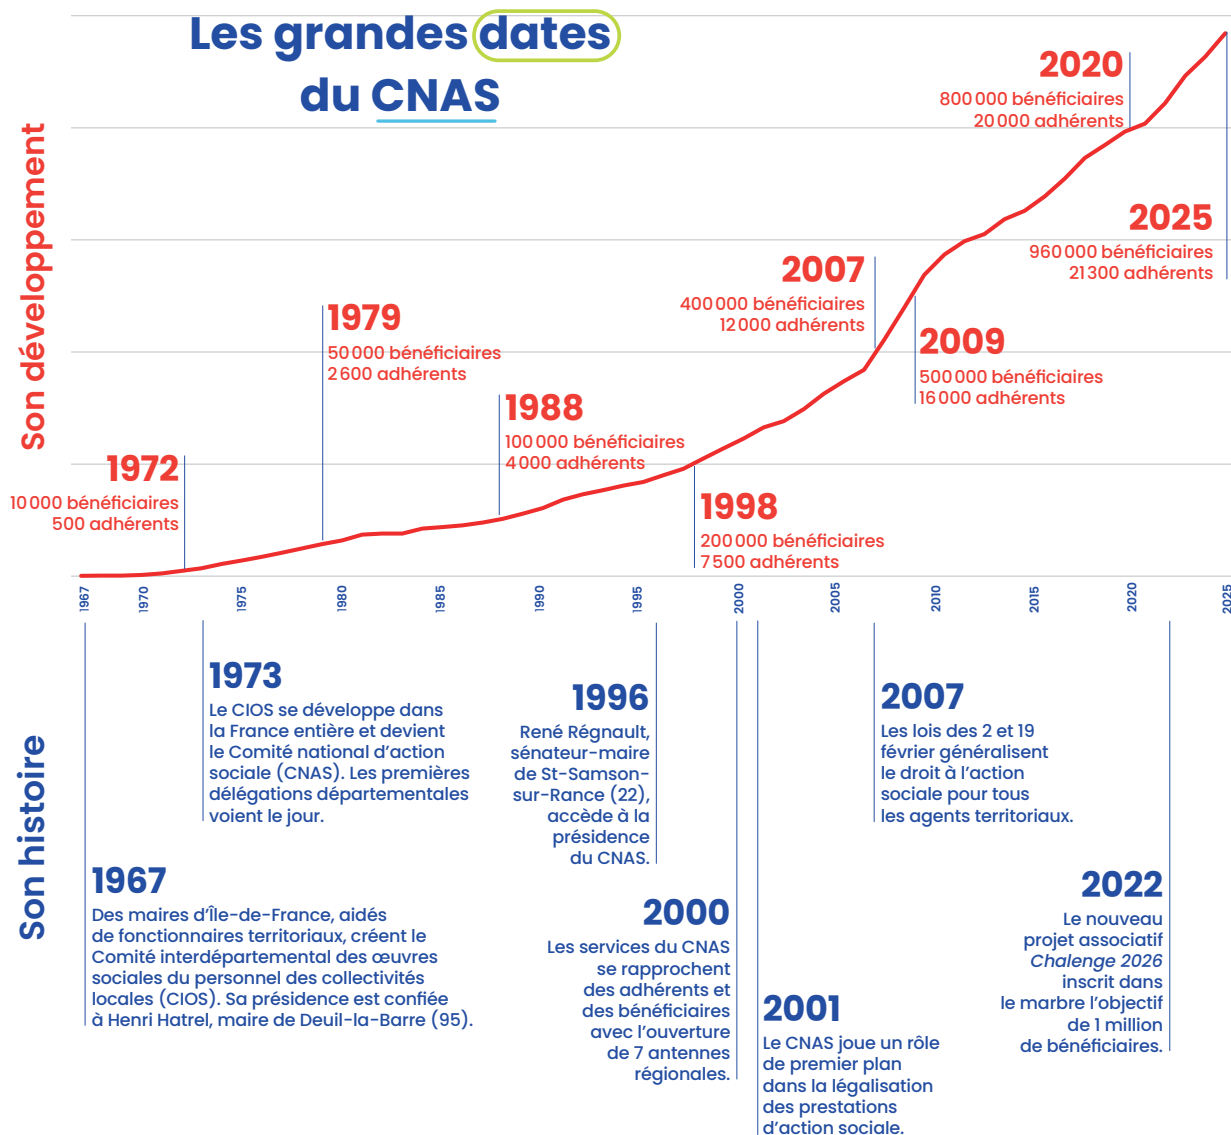 Les grandes dates
du CNAS
Son développement
1972
10 000 bénéficiaires
500 adhérents
1979
50 000 bénéficiaires
2 600 adhérents
1988
100 000 bénéficiaires
4 000 adhérents
1998
200 000 bénéficiaires
7 500 adhérents
2007
400 000 bénéficiaires
12 000 adhérents
2009
500 000 bénéficiaires
16 000 adhérents
2020
800 000 bénéficiaires
20 000 adhérents
2025
960 000 bénéficiaires
21 300 adhérents
1967
1970
1975
1980
1985
1990
1995
2000
2005
2010
2015
2020
2025
Son histoire
1967
Des maires d’Île-de-France, aidés
de fonctionnaires territoriaux, créent le
Comité interdépartemental des œuvres
sociales du personnel des collectivités
locales (CIOS). Sa présidence est confiée
à Henri Hatrel, maire de Deuil-la-Barre (95).
1973
Le CIOS se développe dans
la France entière et devient
le Comité national d’action
sociale (CNAS). Les premières
délégations départementales
voient le jour.
1996
René Régnault,
sénateur-maire
de St-Samson-
sur-Rance (22),
accède à la
présidence
du CNAS.
2000
Les services du CNAS
se rapprochent
des adhérents et
des bénéficiaires
avec l’ouverture
de 7 antennes
régionales.
2001
Le CNAS joue un rôle
de premier plan
dans la légalisation
des prestations
d’action sociale.
2007
Les lois des 2 et 19
février généralisent
le droit à l’action
sociale pour tous
les agents territoriaux.
2022
Le nouveau
projet associatif
Chalenge 2026
inscrit dans
le marbre l’objectif
de 1 million
de bénéficiaires.